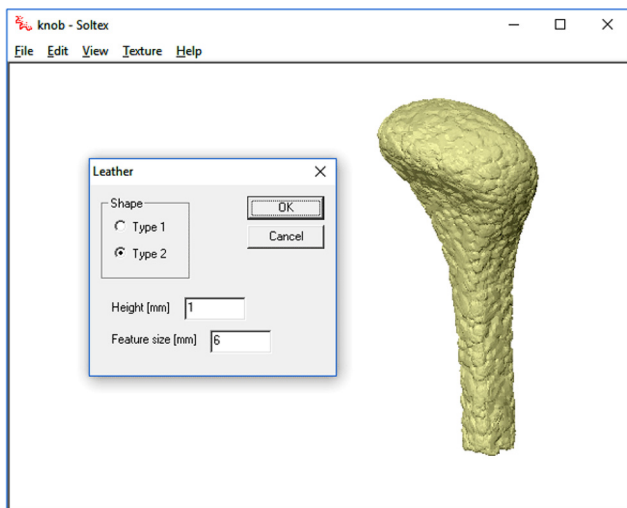 knob - Soltex
File Edit View Texture Help
Leather
Shape
Type 1
Type 2
OK
Cancel
Height [mm] 1
Feature size [mm] 6